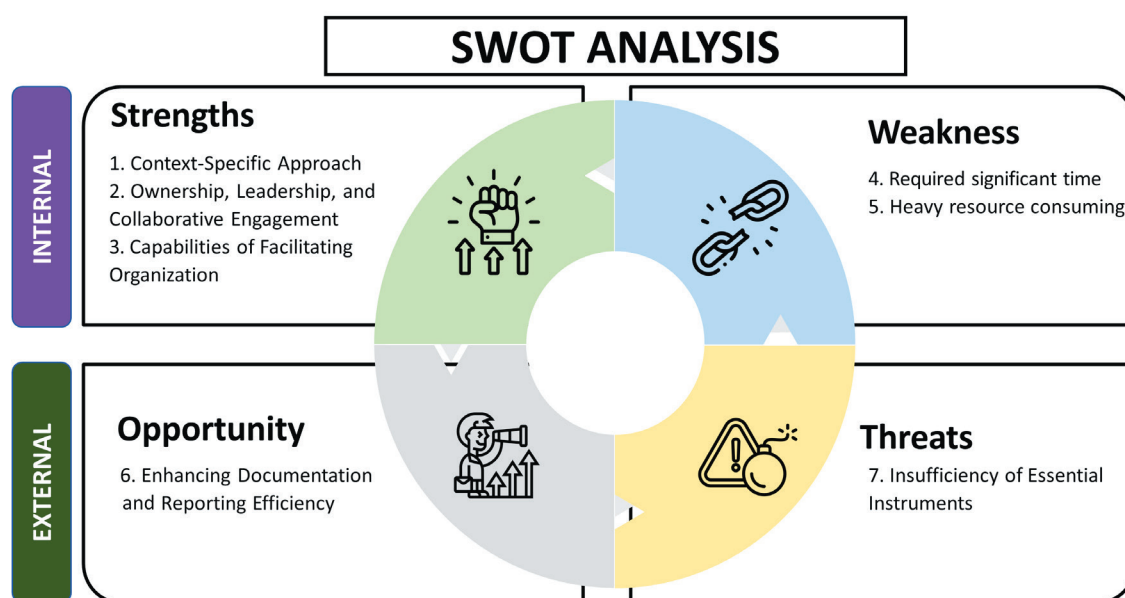 SWOT ANALYSIS
INTERNAL
Strengths
1. Context-Specific Approach
2. Ownership, Leadership, and
Collaborative Engagement
3. Capabilities of Facilitating
Organization
Weakness
4. Required significant time
5. Heavy resource consuming
EXTERNAL
Opportunity
6. Enhancing Documentation
and Reporting Efficiency
Threats
7. Insufficiency of Essential
Instruments